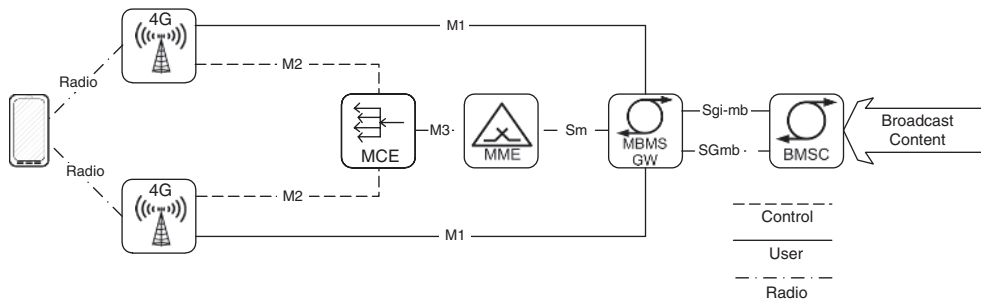 4G
M1
M2
Radio
MCE
M3
MME
Sm
MBMS
GW
Sgi-mb
SGmb
BMSC
Broadcast
Content
Radio
4G
M2
M1
Control
User
Radio